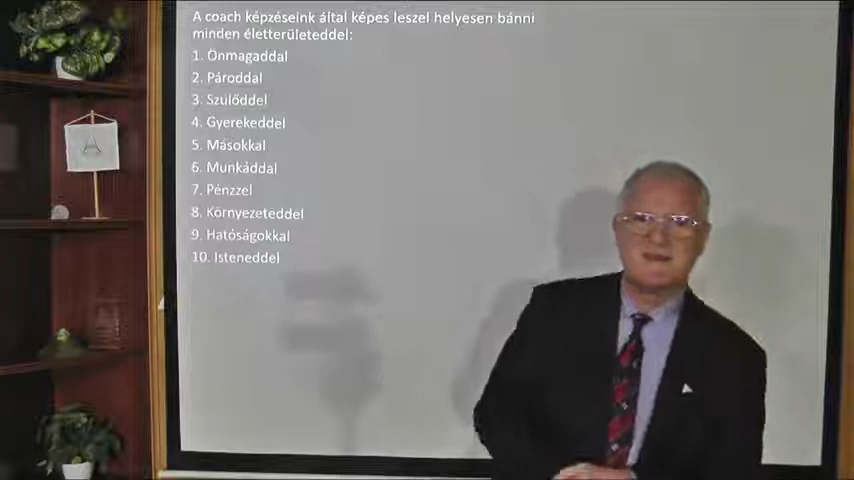 A coach képzéseink által képes leszel helyesen bánni
minden életterületeddel:
1. Önmagaddal
2. Pároddal
3. Szülőddel
4. Gyerekeddel
5. Másokkal
6. Munkáddal
7. Pénzzel
8. Környezeteddel
9. Hatóságokkal
10. Isteneddel